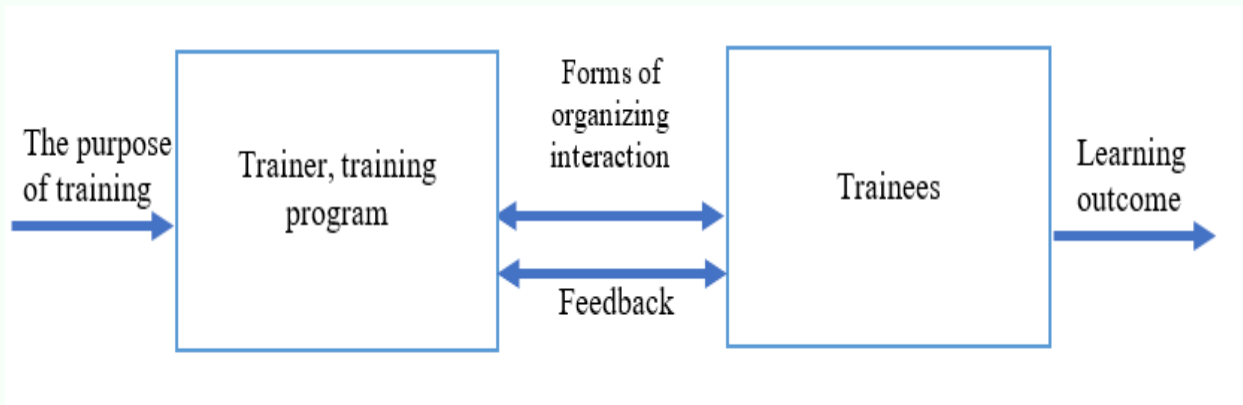 The purpose
of training
Trainer, training
program
Forms of
organizing
interaction
Feedback
Trainees
Learning
outcome